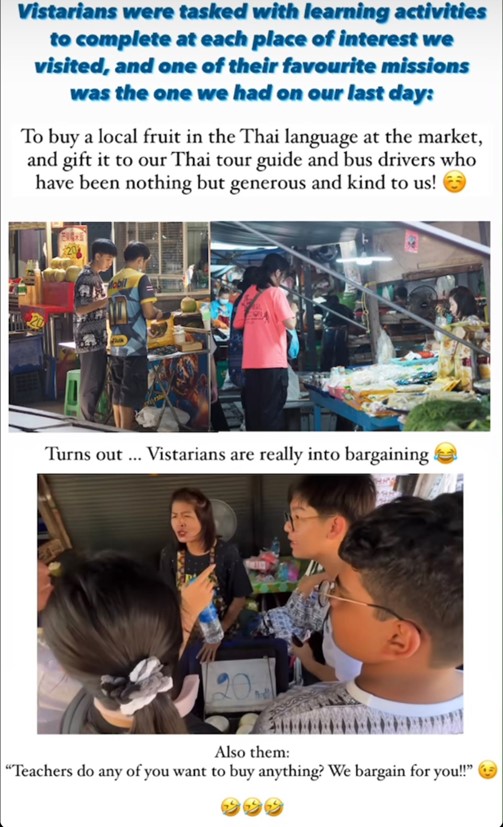 Vistarians were tasked with learning activities
to complete at each place of interest we
visited, and one of their favourite missions
was the one we had on our last day:
To buy a local fruit in the Thai language at the market,
and gift it to our Thai tour guide and bus drivers who
have been nothing but generous and kind to us! ☺️
20
20
Mobil
10
Turns out ... Vistarians are really into bargaining 😂
20
Also them:
“Teachers do any of you want to buy anything? We bargain for you!!” 😉
🤣🤣🤣